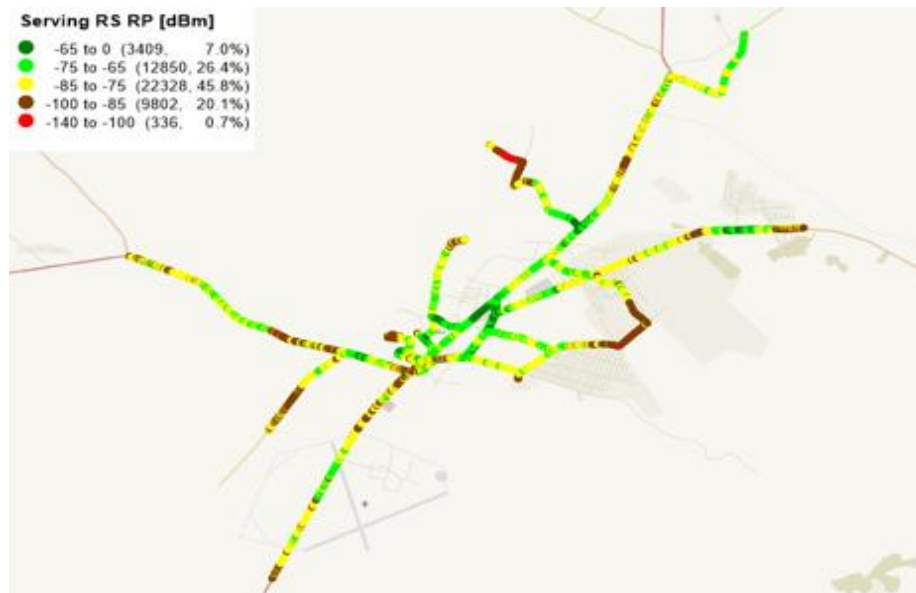 Serving RS RP [dBm]
-65 to 0 (3409, 7.0%)
-75 to -65 (12850, 26.4%)
-85 to -75 (22328, 45.8%)
-100 to -85 (9802, 20.1%)
-140 to -100 (336, 0.7%)